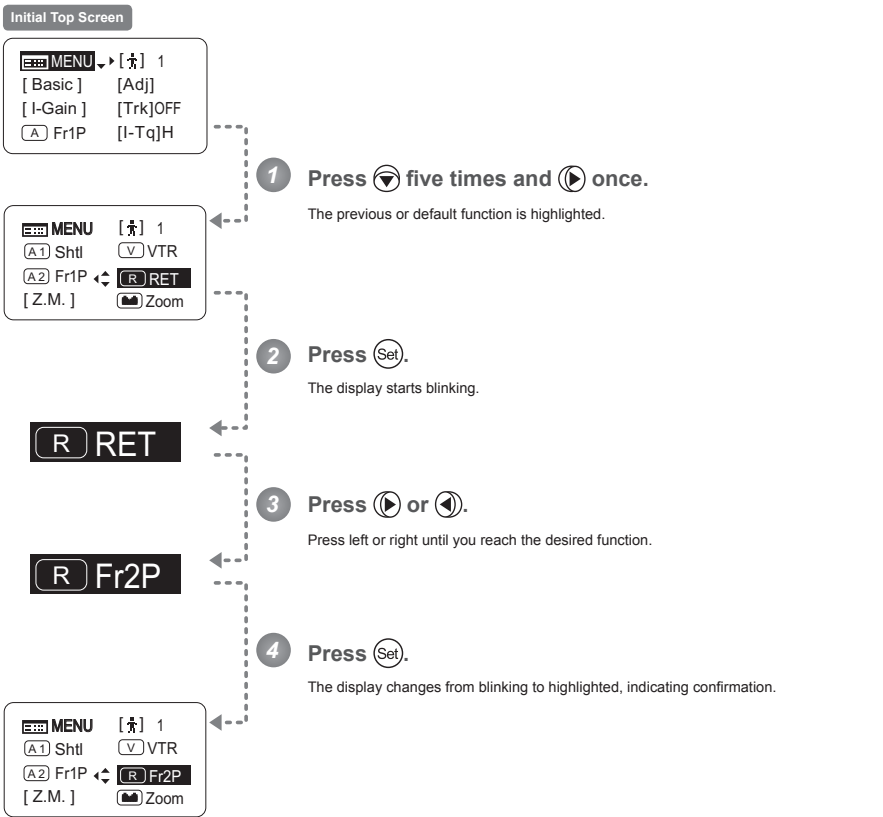 Initial Top Screen
MENU [ ] 1
[ Basic ] [Adj]
[ I-Gain ] [Trk]OFF
A Fr1P [I-Tq]H
1 Press five times and once.
The previous or default function is highlighted.
MENU [ ] 1
A1 Shtl V VTR
A2 Fr1P R RET
[ Z.M. ] Zoom
2 Press Set.
The display starts blinking.
R RET
3 Press or .
Press left or right until you reach the desired function.
R Fr2P
4 Press Set.
The display changes from blinking to highlighted, indicating confirmation.
MENU [ ] 1
A1 Shtl V VTR
A2 Fr1P R Fr2P
[ Z.M. ] Zoom